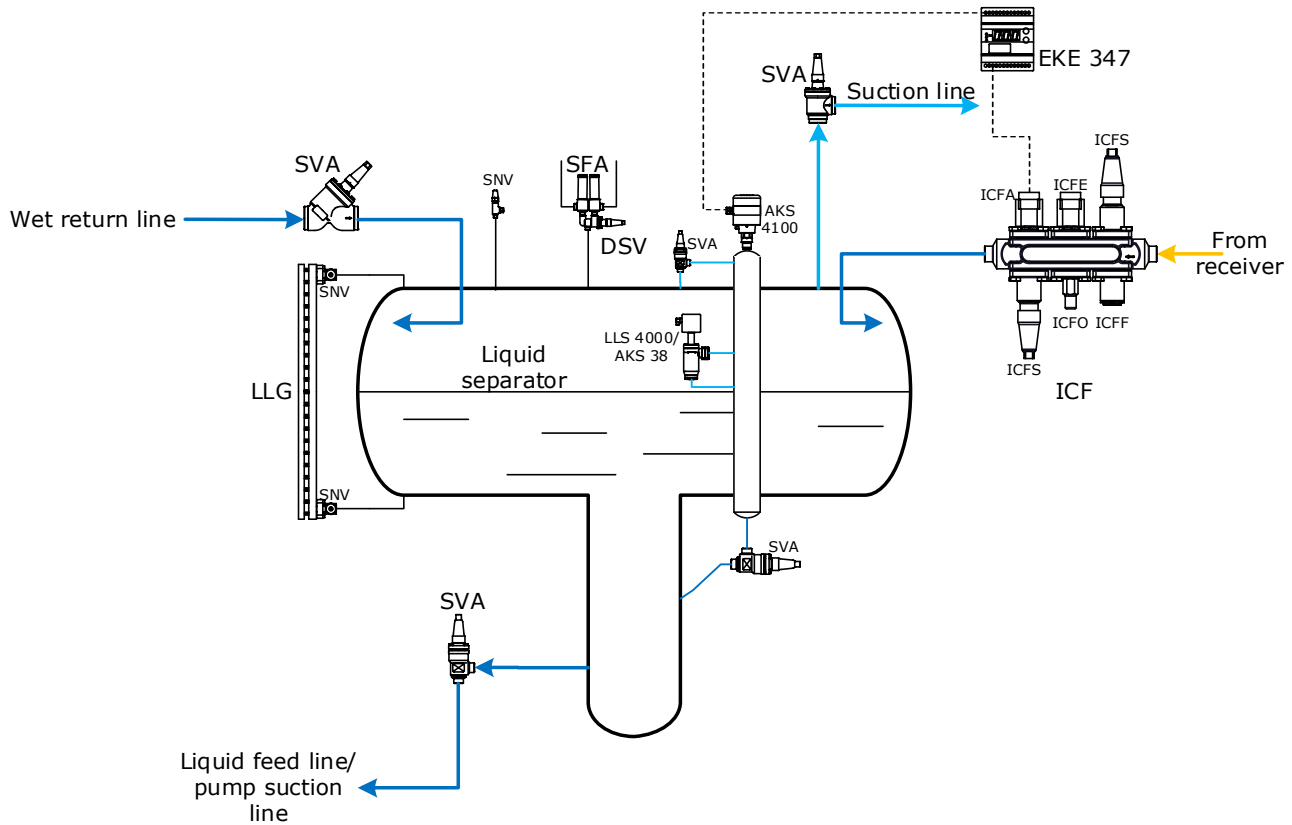 EKE 347
SVA
Suction line
ICFS
SVA
SFA
SNV
ICFA
ICFE
AKS
4100
Wet return line
DSV
SVA
From
receiver
SNV
ICFO
ICFF
LLS 4000/
AKS 38
Liquid
separator
ICFS
LLG
ICF
SNV
SVA
SVA
Liquid feed line/
pump suction
line